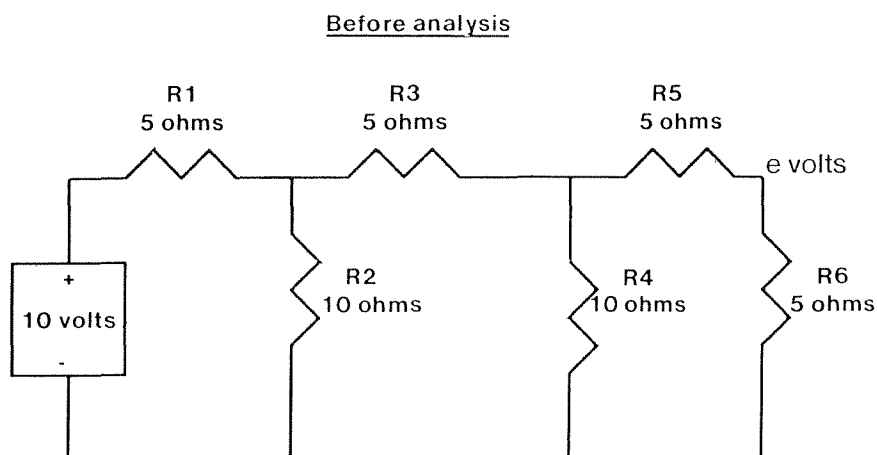 Before analysis
R1
5 ohms
R3
5 ohms
R5
5 ohms
e volts
+
10 volts
-
R2
10 ohms
R4
10 ohms
R6
5 ohms